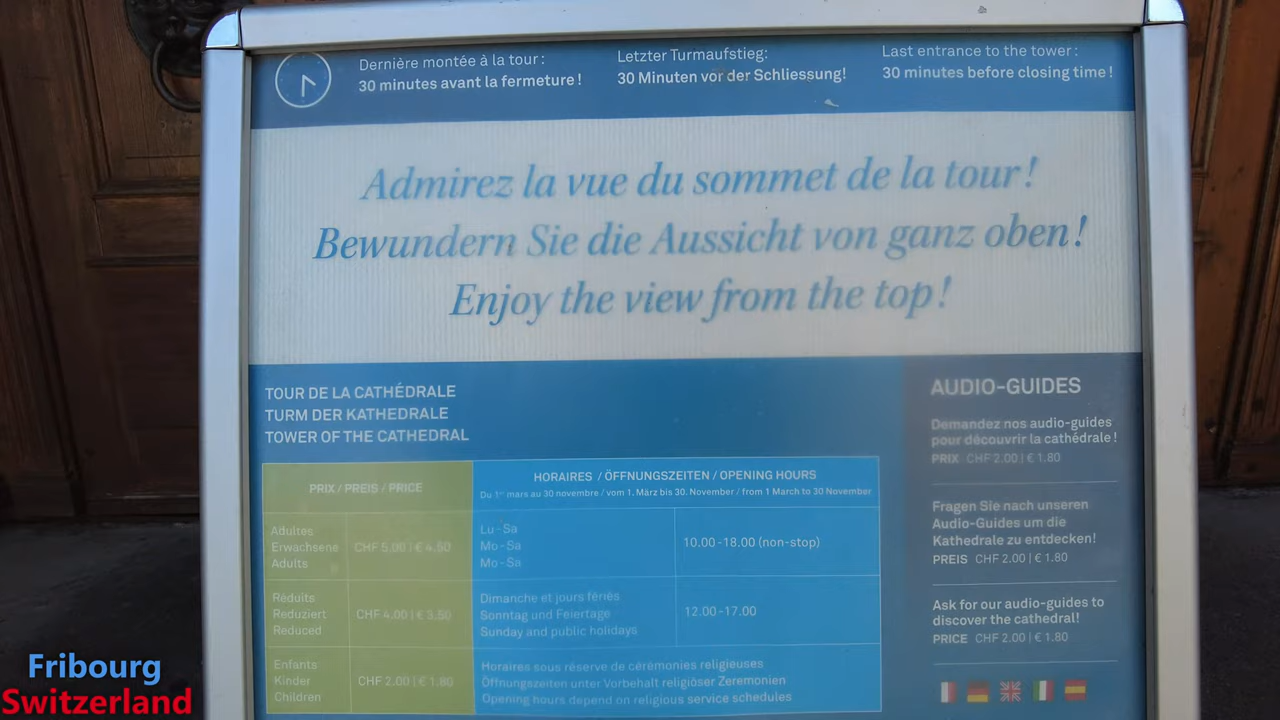 Dernière montée à la tour :
30 minutes avant la fermeture !
Letzter Turmaufstieg:
30 Minuten vor der Schliessung!
Last entrance to the tower :
30 minutes before closing time !
Admirez la vue du sommet de la tour !
Bewundern Sie die Aussicht von ganz oben !
Enjoy the view from the top !
TOUR DE LA CATHÉDRALE
TURM DER KATHEDRALE
TOWER OF THE CATHEDRAL
PRIX / PREIS / PRICE
HORAIRES / ÖFFNUNGSZEITEN / OPENING HOURS
Du 1er mars au 30 novembre / vom 1. März bis 30. November / from 1 March to 30 November
Adultes
Erwachsene
Adults
CHF 5.00 | € 4.50
Lu - Sa
Mo - Sa
Mo - Sa
10.00 - 18.00 (non-stop)
Réduits
Reduziert
Reduced
CHF 4.00 | € 3.50
Dimanche et jours fériés
Sonntag und Feiertage
Sunday and public holidays
12.00 - 17.00
Enfants
Kinder
Children
CHF 2.00 | € 1.80
Horaires sous réserve de cérémonies religieuses
Öffnungszeiten unter Vorbehalt religiöser Zeremonien
Opening hours depend on religious service schedules
AUDIO-GUIDES
Demandez nos audio-guides
pour découvrir la cathédrale !
PRIX CHF 2.00 | € 1.80
Fragen Sie nach unseren
Audio-Guides um die
Kathedrale zu entdecken!
PREIS CHF 2.00 | € 1.80
Ask for our audio-guides to
discover the cathedral!
PRICE CHF 2.00 | € 1.80
Fribourg
Switzerland